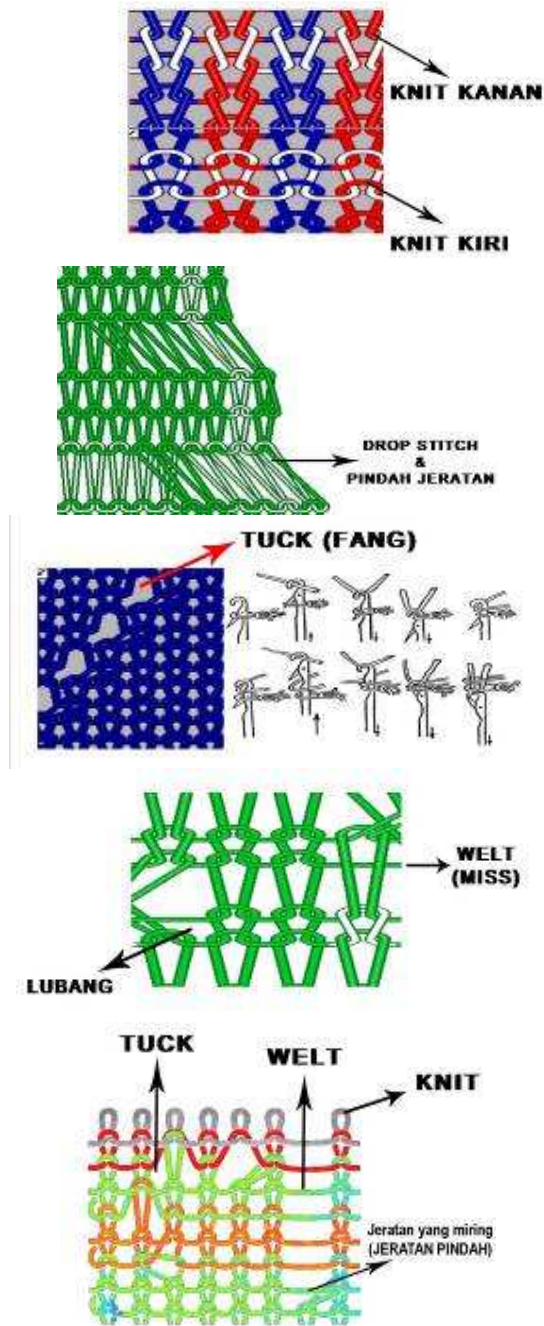 KNIT KANAN
KNIT KIRI
DROP STITCH
&
PINDAH JERATAN
TUCK (FANG)
WELT
(MISS)
LUBANG
TUCK
WELT
KNIT
Jeratan yang miring
(JERATAN PINDAH)